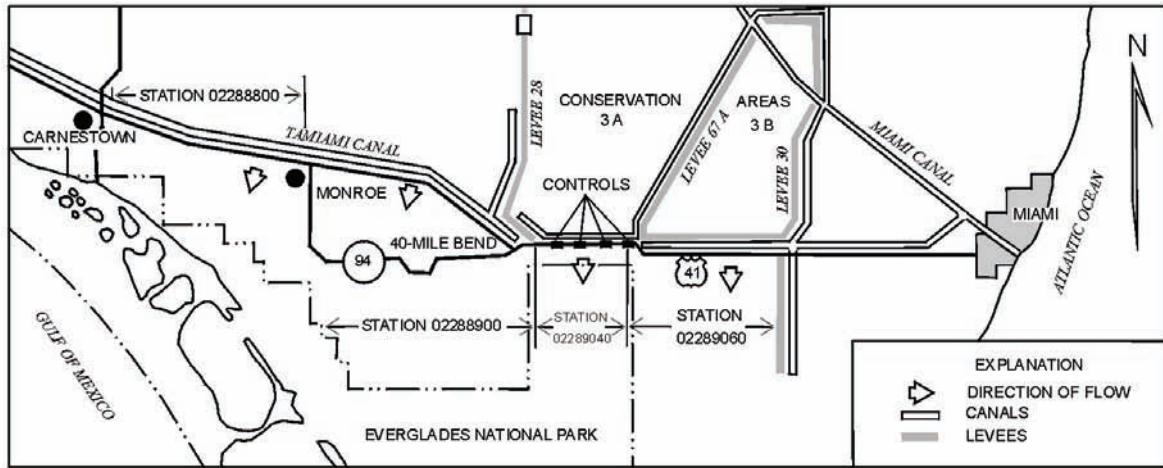 N
STATION 02288800
CARNESTOWN
TAMIAMI CANAL
LEVEE 28
CONSERVATION
3 A
AREAS
3 B
LEVEE 67 A
LEVEE 30
MIAMI CANAL
MONROE
CONTROLS
MIAMI
ATLANTIC OCEAN
40-MILE BEND
94
41
STATION 02288900
STATION
02289040
STATION
02289060
GULF OF MEXICO
EVERGLADES NATIONAL PARK
EXPLANATION
DIRECTION OF FLOW
CANALS
LEVEES